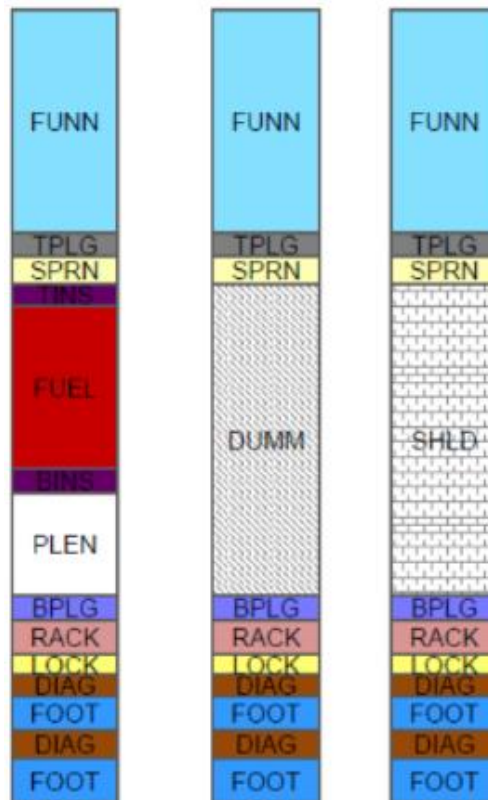 FUNN
TPLG
SPRN
TINS
FUEL
BINS
PLEN
BPLG
RACK
LOCK
DIAG
FOOT
DIAG
FOOT
FUNN
TPLG
SPRN
DUMM
BPLG
RACK
LOCK
DIAG
FOOT
DIAG
FOOT
FUNN
TPLG
SPRN
SHLD
BPLG
RACK
LOCK
DIAG
FOOT
DIAG
FOOT